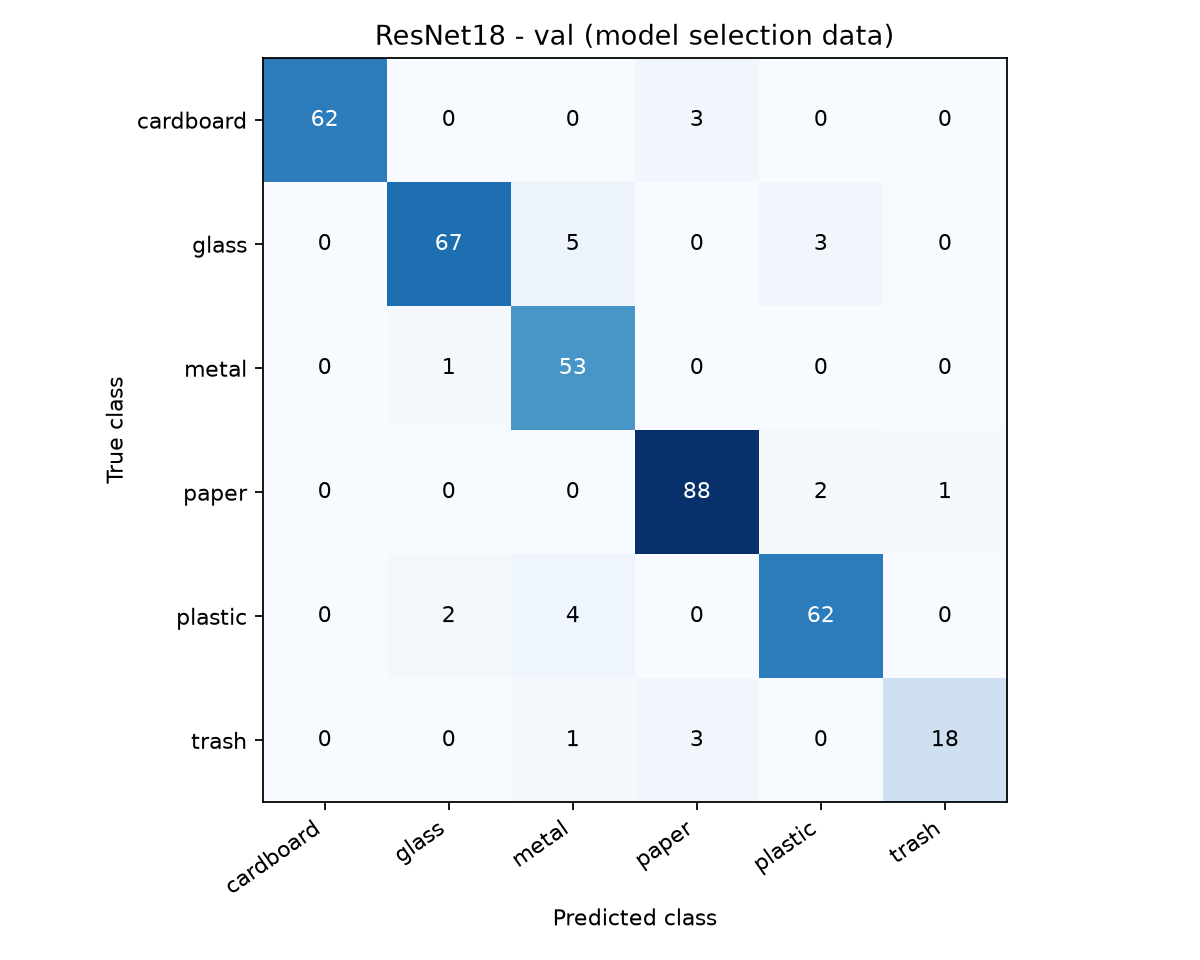 ResNet18 - val (model selection data)
cardboard 62 0 0 3 0 0
glass 0 67 5 0 3 0
metal 0 1 53 0 0 0
paper 0 0 0 88 2 1
plastic 0 2 4 0 62 0
trash 0 0 1 3 0 18
True class
cardboard glass metal paper plastic trash
Predicted class